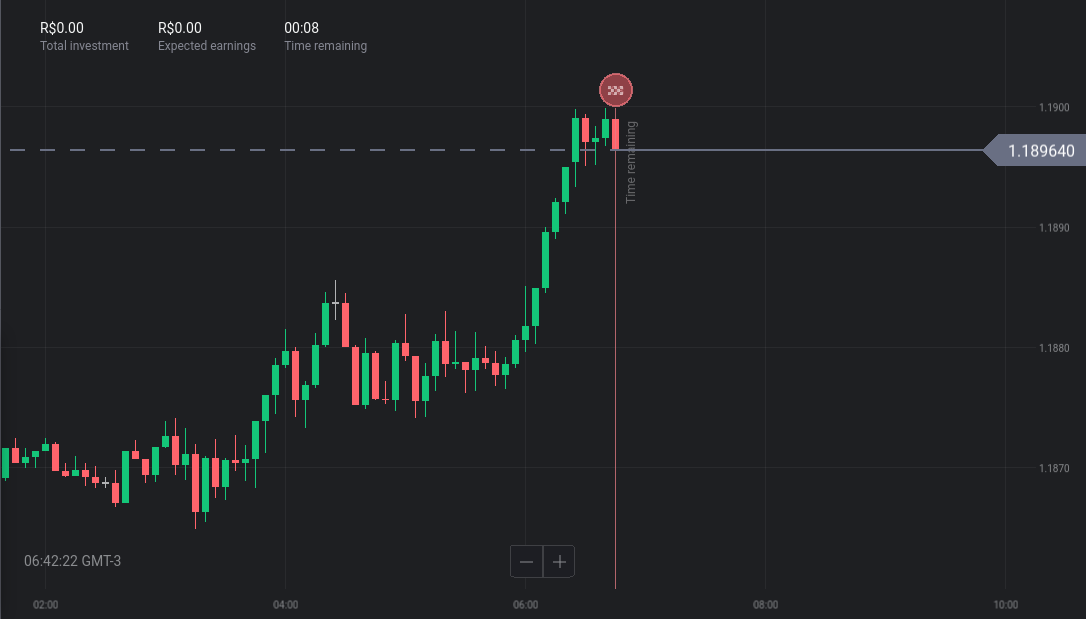 R$0.00 R$0.00 00:08
Total investment Expected earnings Time remaining
1.1900
Time remaining
1.189640
1.1890
1.1880
1.1870
06:42:22 GMT-3
02:00 04:00 06:00 08:00 10:00